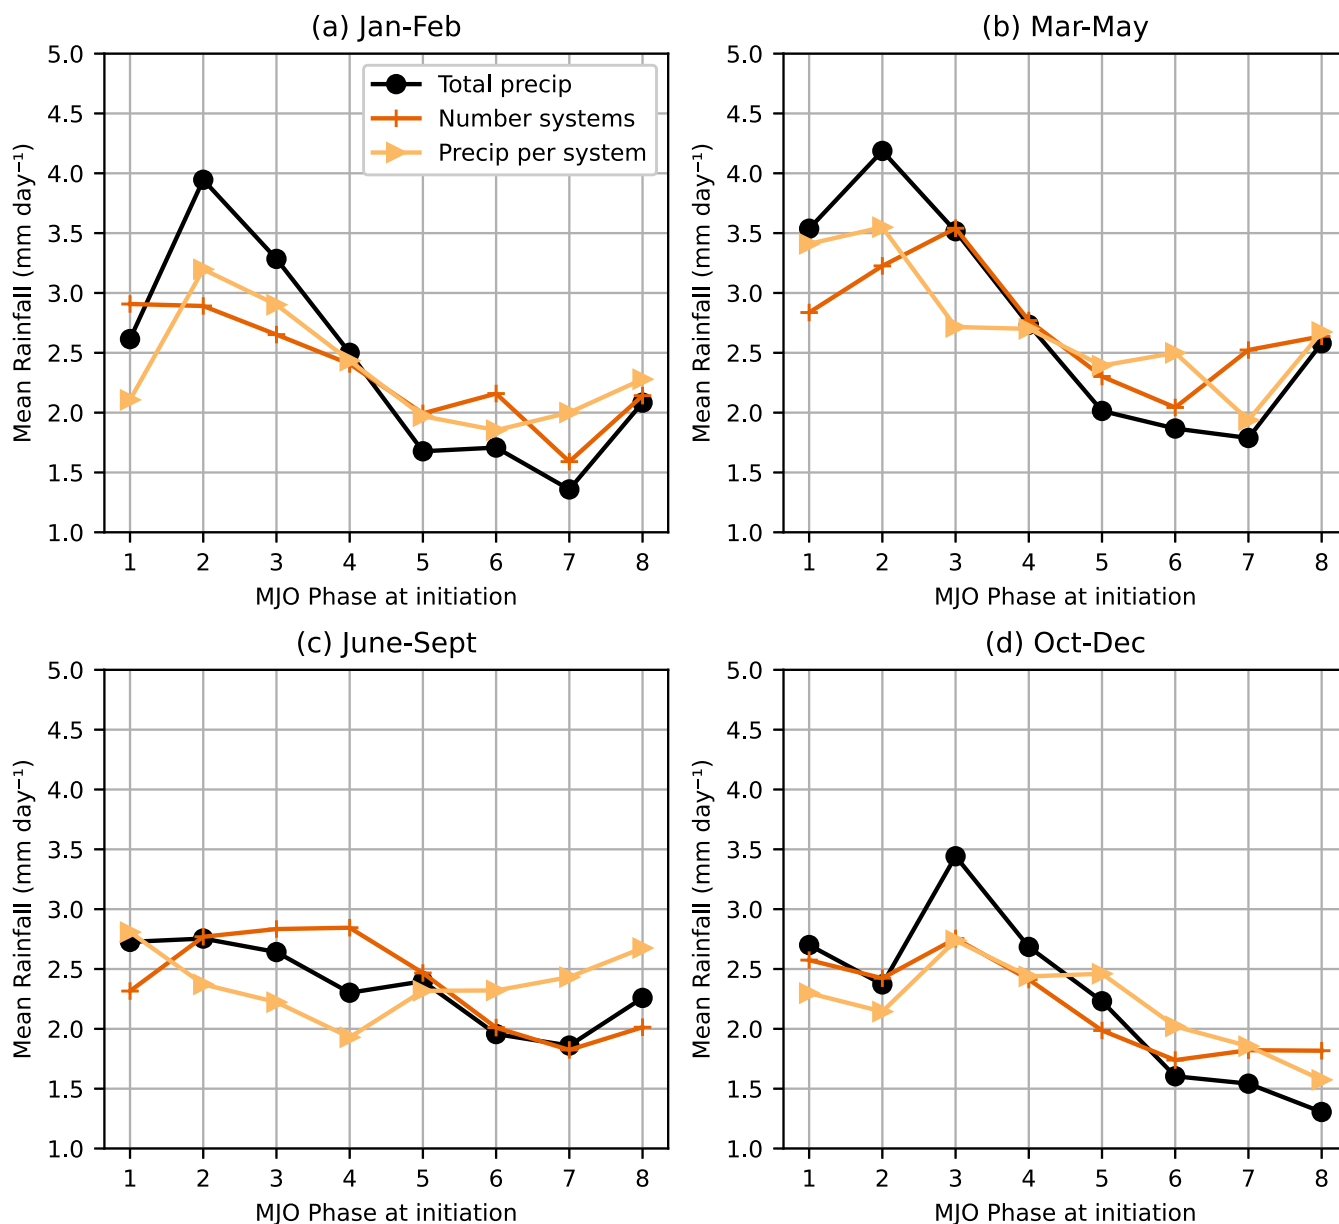 (a) Jan-Feb
5.0
4.5
4.0
3.5
3.0
2.5
2.0
1.5
1.0
Mean Rainfall (mm day⁻¹)
Total precip
Number systems
Precip per system
1 2 3 4 5 6 7 8
MJO Phase at initiation
(b) Mar-May
5.0
4.5
4.0
3.5
3.0
2.5
2.0
1.5
1.0
Mean Rainfall (mm day⁻¹)
1 2 3 4 5 6 7 8
MJO Phase at initiation
(c) June-Sept
5.0
4.5
4.0
3.5
3.0
2.5
2.0
1.5
1.0
Mean Rainfall (mm day⁻¹)
1 2 3 4 5 6 7 8
MJO Phase at initiation
(d) Oct-Dec
5.0
4.5
4.0
3.5
3.0
2.5
2.0
1.5
1.0
Mean Rainfall (mm day⁻¹)
1 2 3 4 5 6 7 8
MJO Phase at initiation